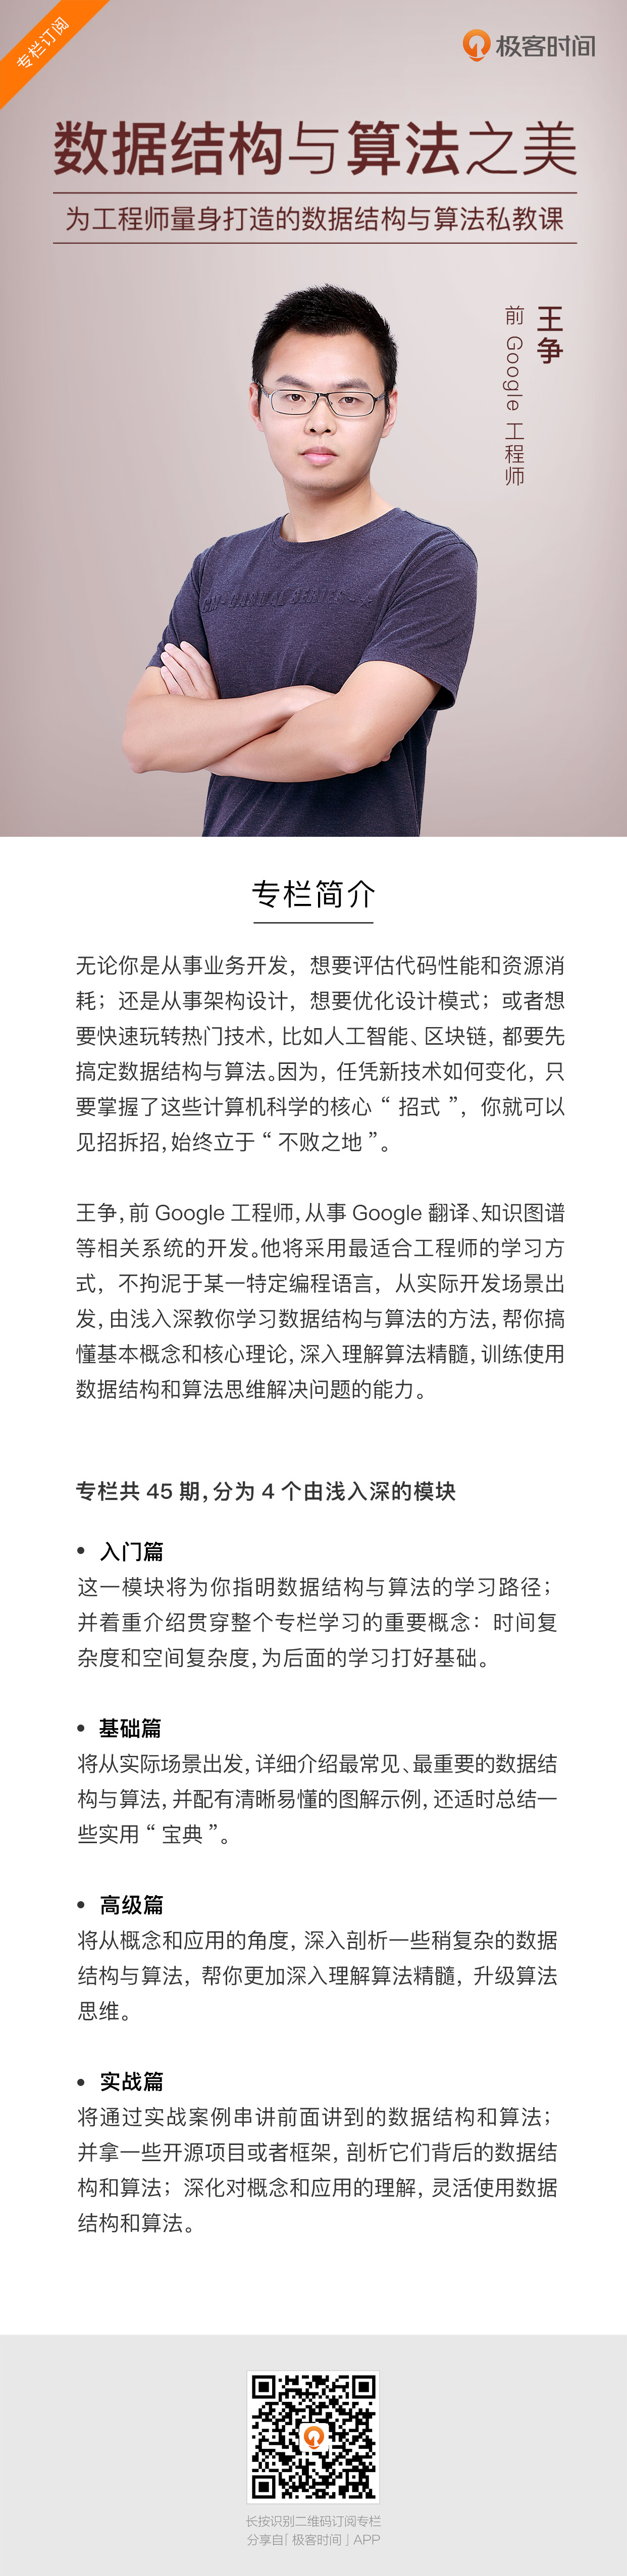 专栏订阅
极客时间
数据结构与算法之美
为工程师量身打造的数据结构与算法私教课
王争
前 Google 工程师
专栏简介
无论你是从事业务开发，想要评估代码性能和资源消
耗；还是从事架构设计，想要优化设计模式；或者想
要快速玩转热门技术，比如人工智能、区块链，都要先
搞定数据结构与算法。因为，任凭新技术如何变化，只
要掌握了这些计算机科学的核心“招式”，你就可以
见招拆招，始终立于“不败之地”。
王争，前 Google 工程师，从事 Google 翻译、知识图谱
等相关系统的开发。他将采用最适合工程师的学习方
式，不拘泥于某一特定编程语言，从实际开发场景出
发，由浅入深教你学习数据结构与算法的方法，帮你搞
懂基本概念和核心理论，深入理解算法精髓，训练使用
数据结构和算法思维解决问题的能力。
专栏共 45 期，分为 4 个由浅入深的模块
• 入门篇
这一模块将为你指明数据结构与算法的学习路径；
并着重介绍贯穿整个专栏学习的重要概念：时间复
杂度和空间复杂度，为后面的学习打好基础。
• 基础篇
将从实际场景出发，详细介绍最常见、最重要的数据结
构与算法，并配有清晰易懂的图解示例，还适时总结一
些实用“宝典”。
• 高级篇
将从概念和应用的角度，深入剖析一些稍复杂的数据
结构与算法，帮你更加深入理解算法精髓，升级算法
思维。
• 实战篇
将通过实战案例串讲前面讲到的数据结构和算法；
并拿一些开源项目或者框架，剖析它们背后的数据结
构和算法；深化对概念和应用的理解，灵活使用数据
结构和算法。
长按识别二维码订阅专栏
分享自「极客时间」APP